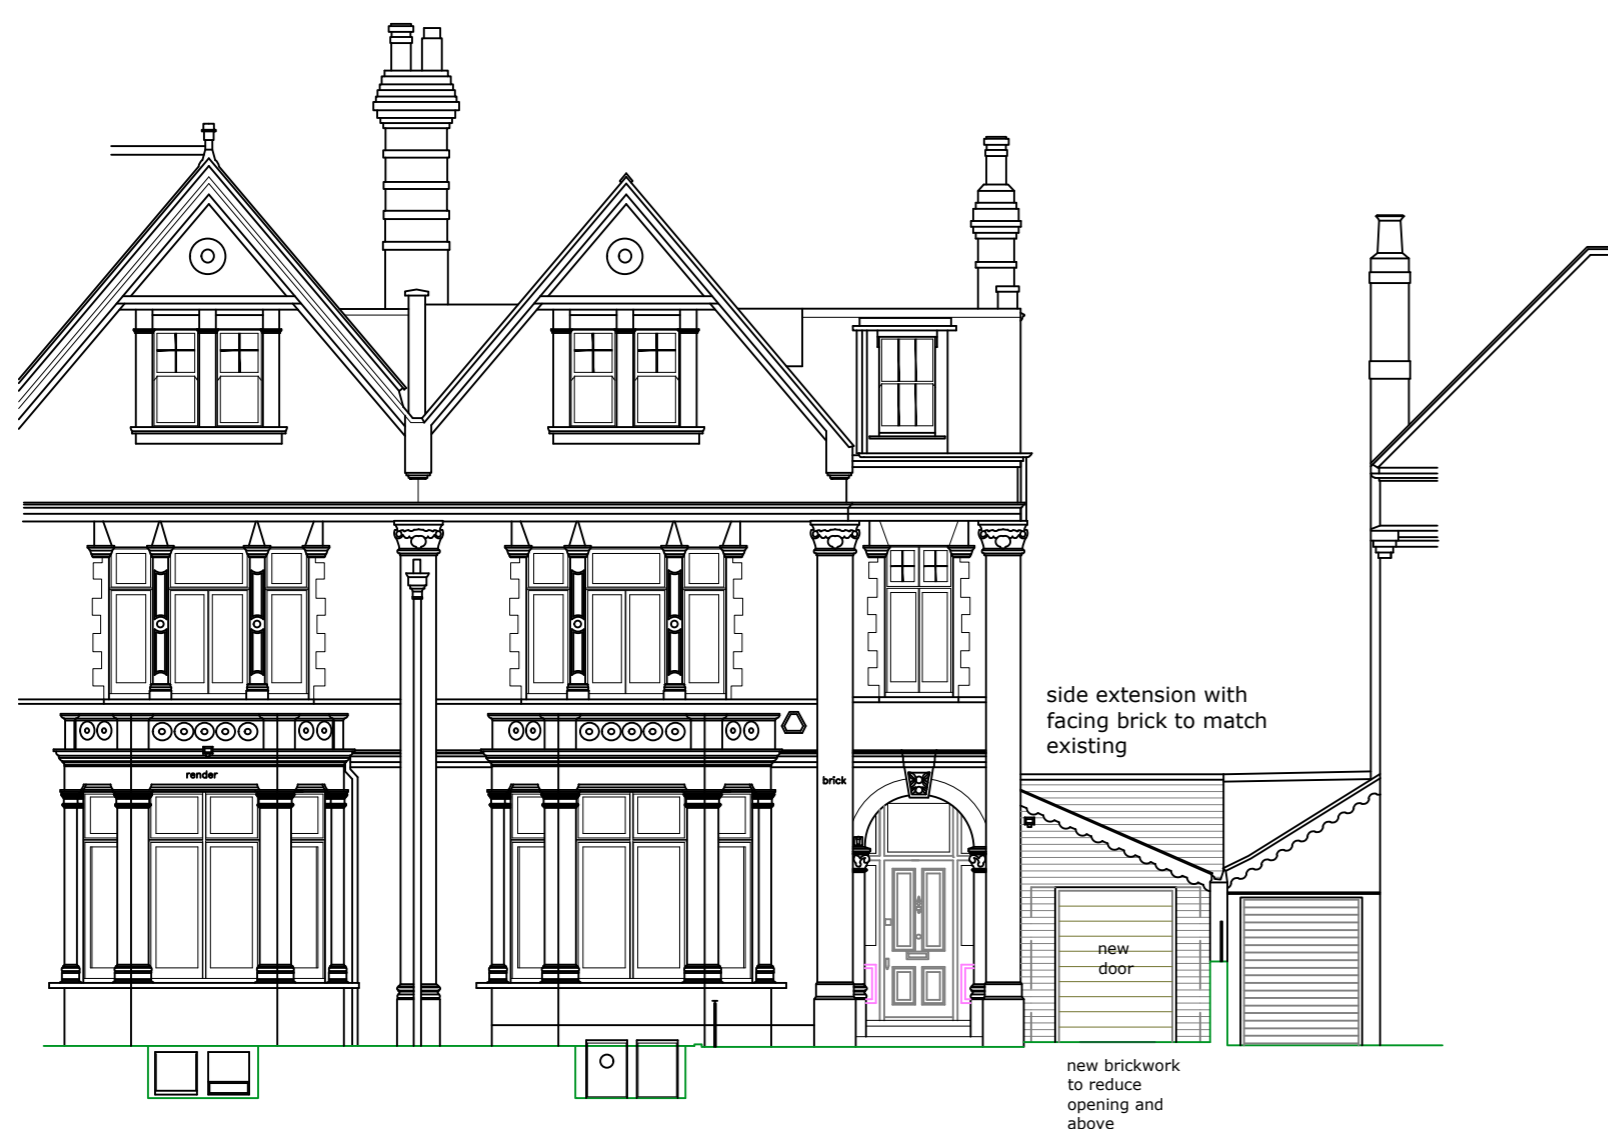 side extension with
facing brick to match
existing
render
brick
new
door
new brickwork
to reduce
opening and
above